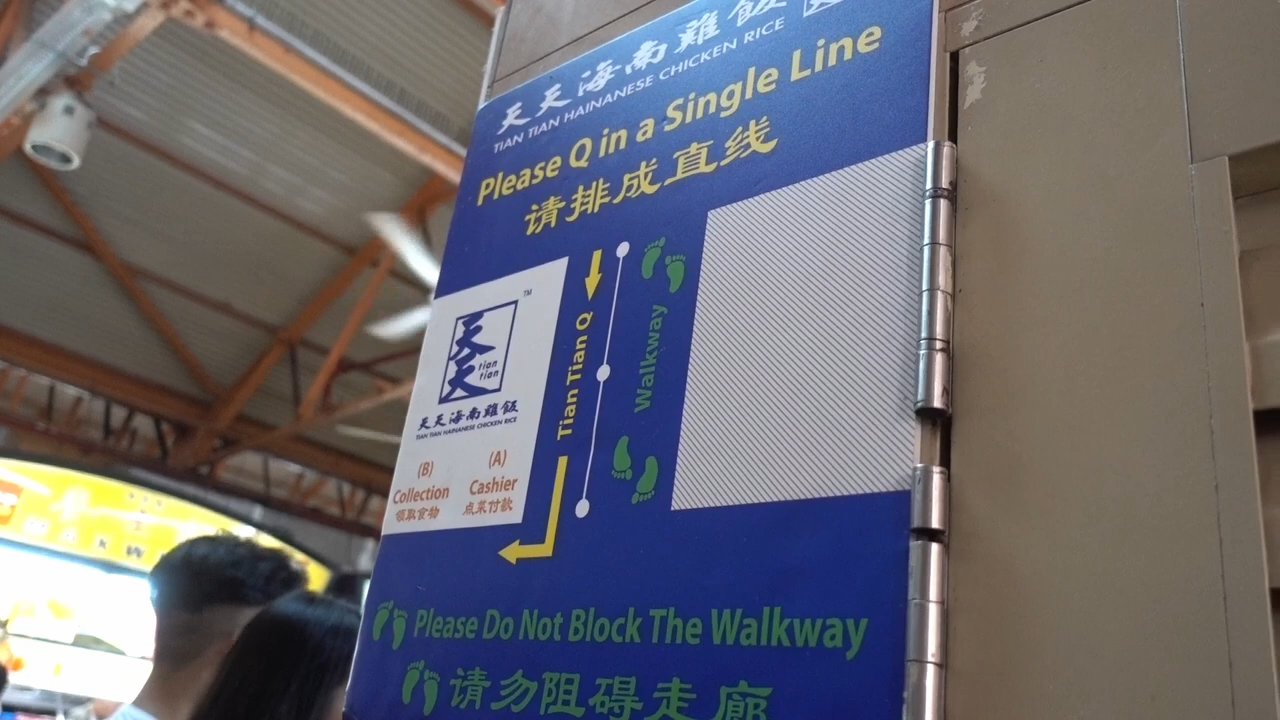 天天海南雞飯
TIAN TIAN HAINANESE CHICKEN RICE
Please Q in a Single Line
请排成直线
TM
天天
tian
tian
天天海南雞飯
TIAN TIAN HAINANESE CHICKEN RICE
(B)
Collection
领取食物
(A)
Cashier
点菜付款
Tian Tian Q
Walkway
Please Do Not Block The Walkway
请勿阻碍走廊